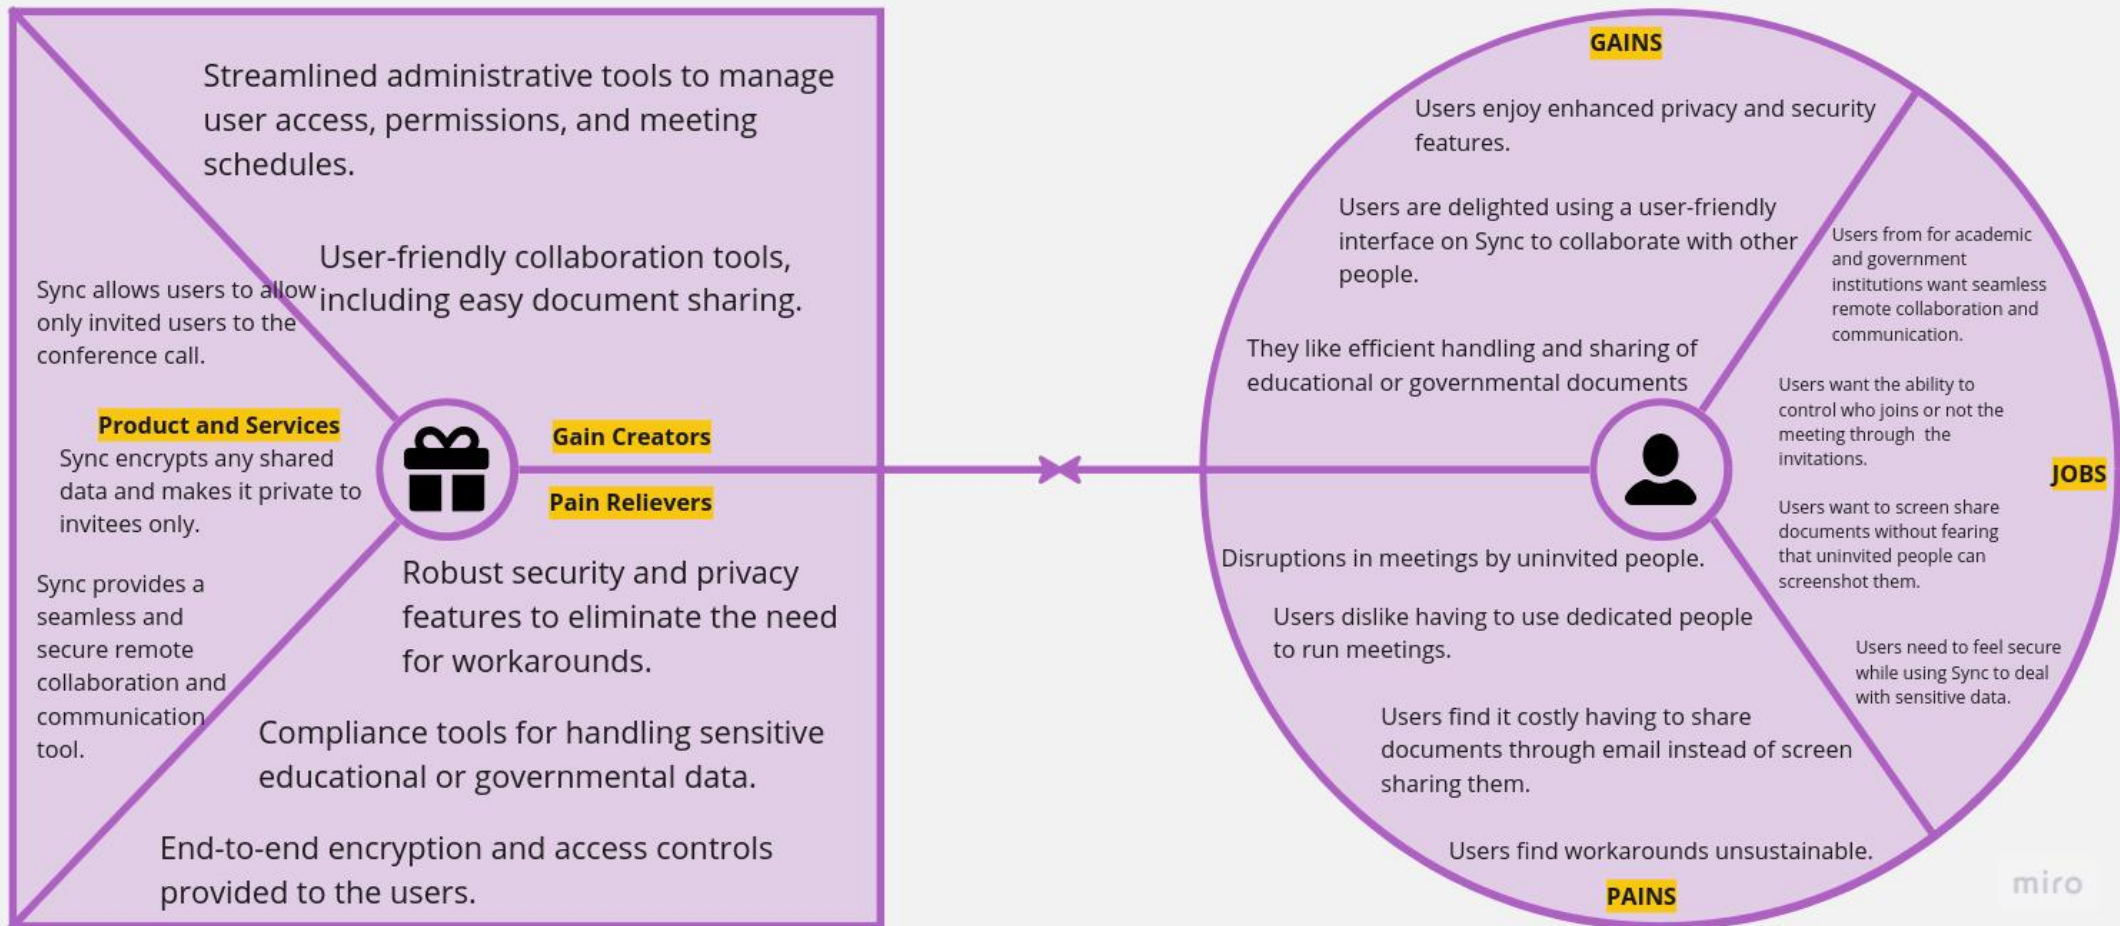 Streamlined administrative tools to manage
user access, permissions, and meeting
schedules.
User-friendly collaboration tools,
including easy document sharing.
Sync allows users to allow
only invited users to the
conference call.
Product and Services
Sync encrypts any shared
data and makes it private to
invitees only.
Sync provides a
seamless and
secure remote
collaboration and
communication
tool.
Gain Creators
Pain Relievers
Robust security and privacy
features to eliminate the need
for workarounds.
Compliance tools for handling sensitive
educational or governmental data.
End-to-end encryption and access controls
provided to the users.
GAINS
Users enjoy enhanced privacy and security
features.
Users are delighted using a user-friendly
interface on Sync to collaborate with other
people.
They like efficient handling and sharing of
educational or governmental documents
Users from for academic
and government
institutions want seamless
remote collaboration and
communication.
Users want the ability to
control who joins or not the
meeting through the
invitations.
JOBS
Users want to screen share
documents without fearing
that uninvited people can
screenshot them.
Users need to feel secure
while using Sync to deal
with sensitive data.
Disruptions in meetings by uninvited people.
Users dislike having to use dedicated people
to run meetings.
Users find it costly having to share
documents through email instead of screen
sharing them.
Users find workarounds unsustainable.
PAINS
miro